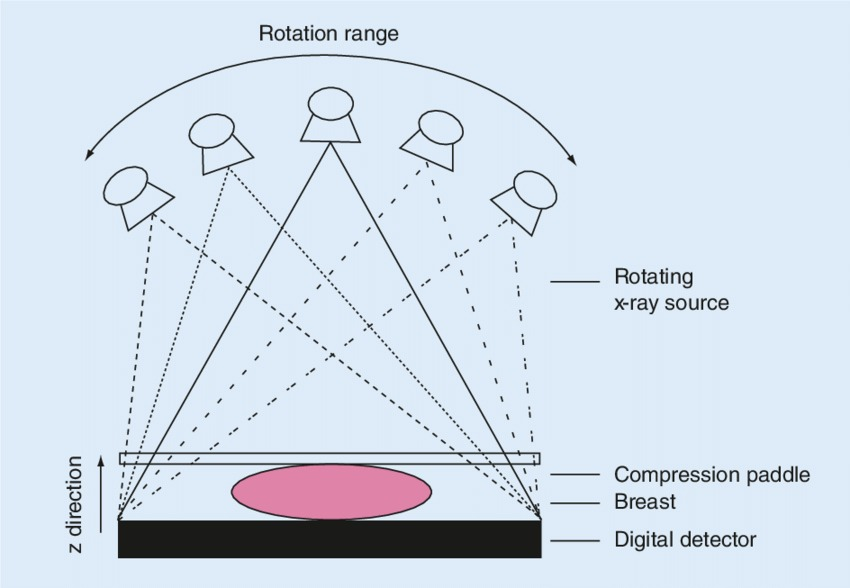 Rotation range
Rotating
x-ray source
z direction
Compression paddle
Breast
Digital detector